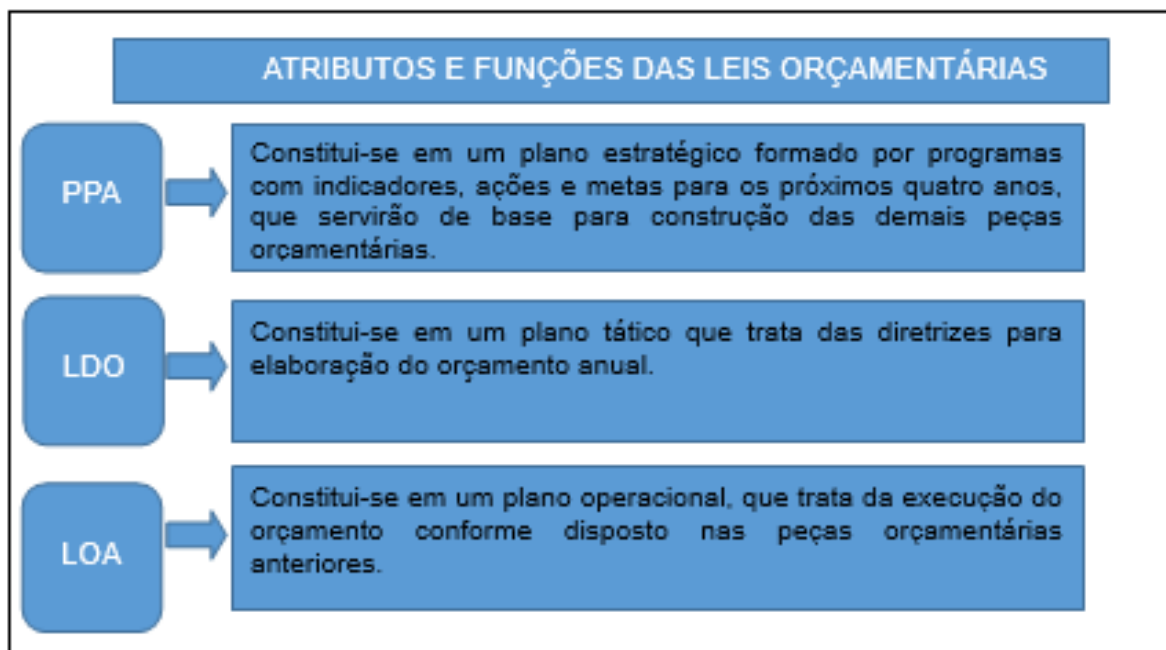 ATRIBUTOS E FUNÇÕES DAS LEIS ORÇAMENTÁRIAS
PPA
Constitui-se em um plano estratégico formado por programas
com indicadores, ações e metas para os próximos quatro anos,
que servirão de base para construção das demais peças
orçamentárias.
LDO
Constitui-se em um plano tático que trata das diretrizes para
elaboração do orçamento anual.
LOA
Constitui-se em um plano operacional, que trata da execução do
orçamento conforme disposto nas peças orçamentárias
anteriores.